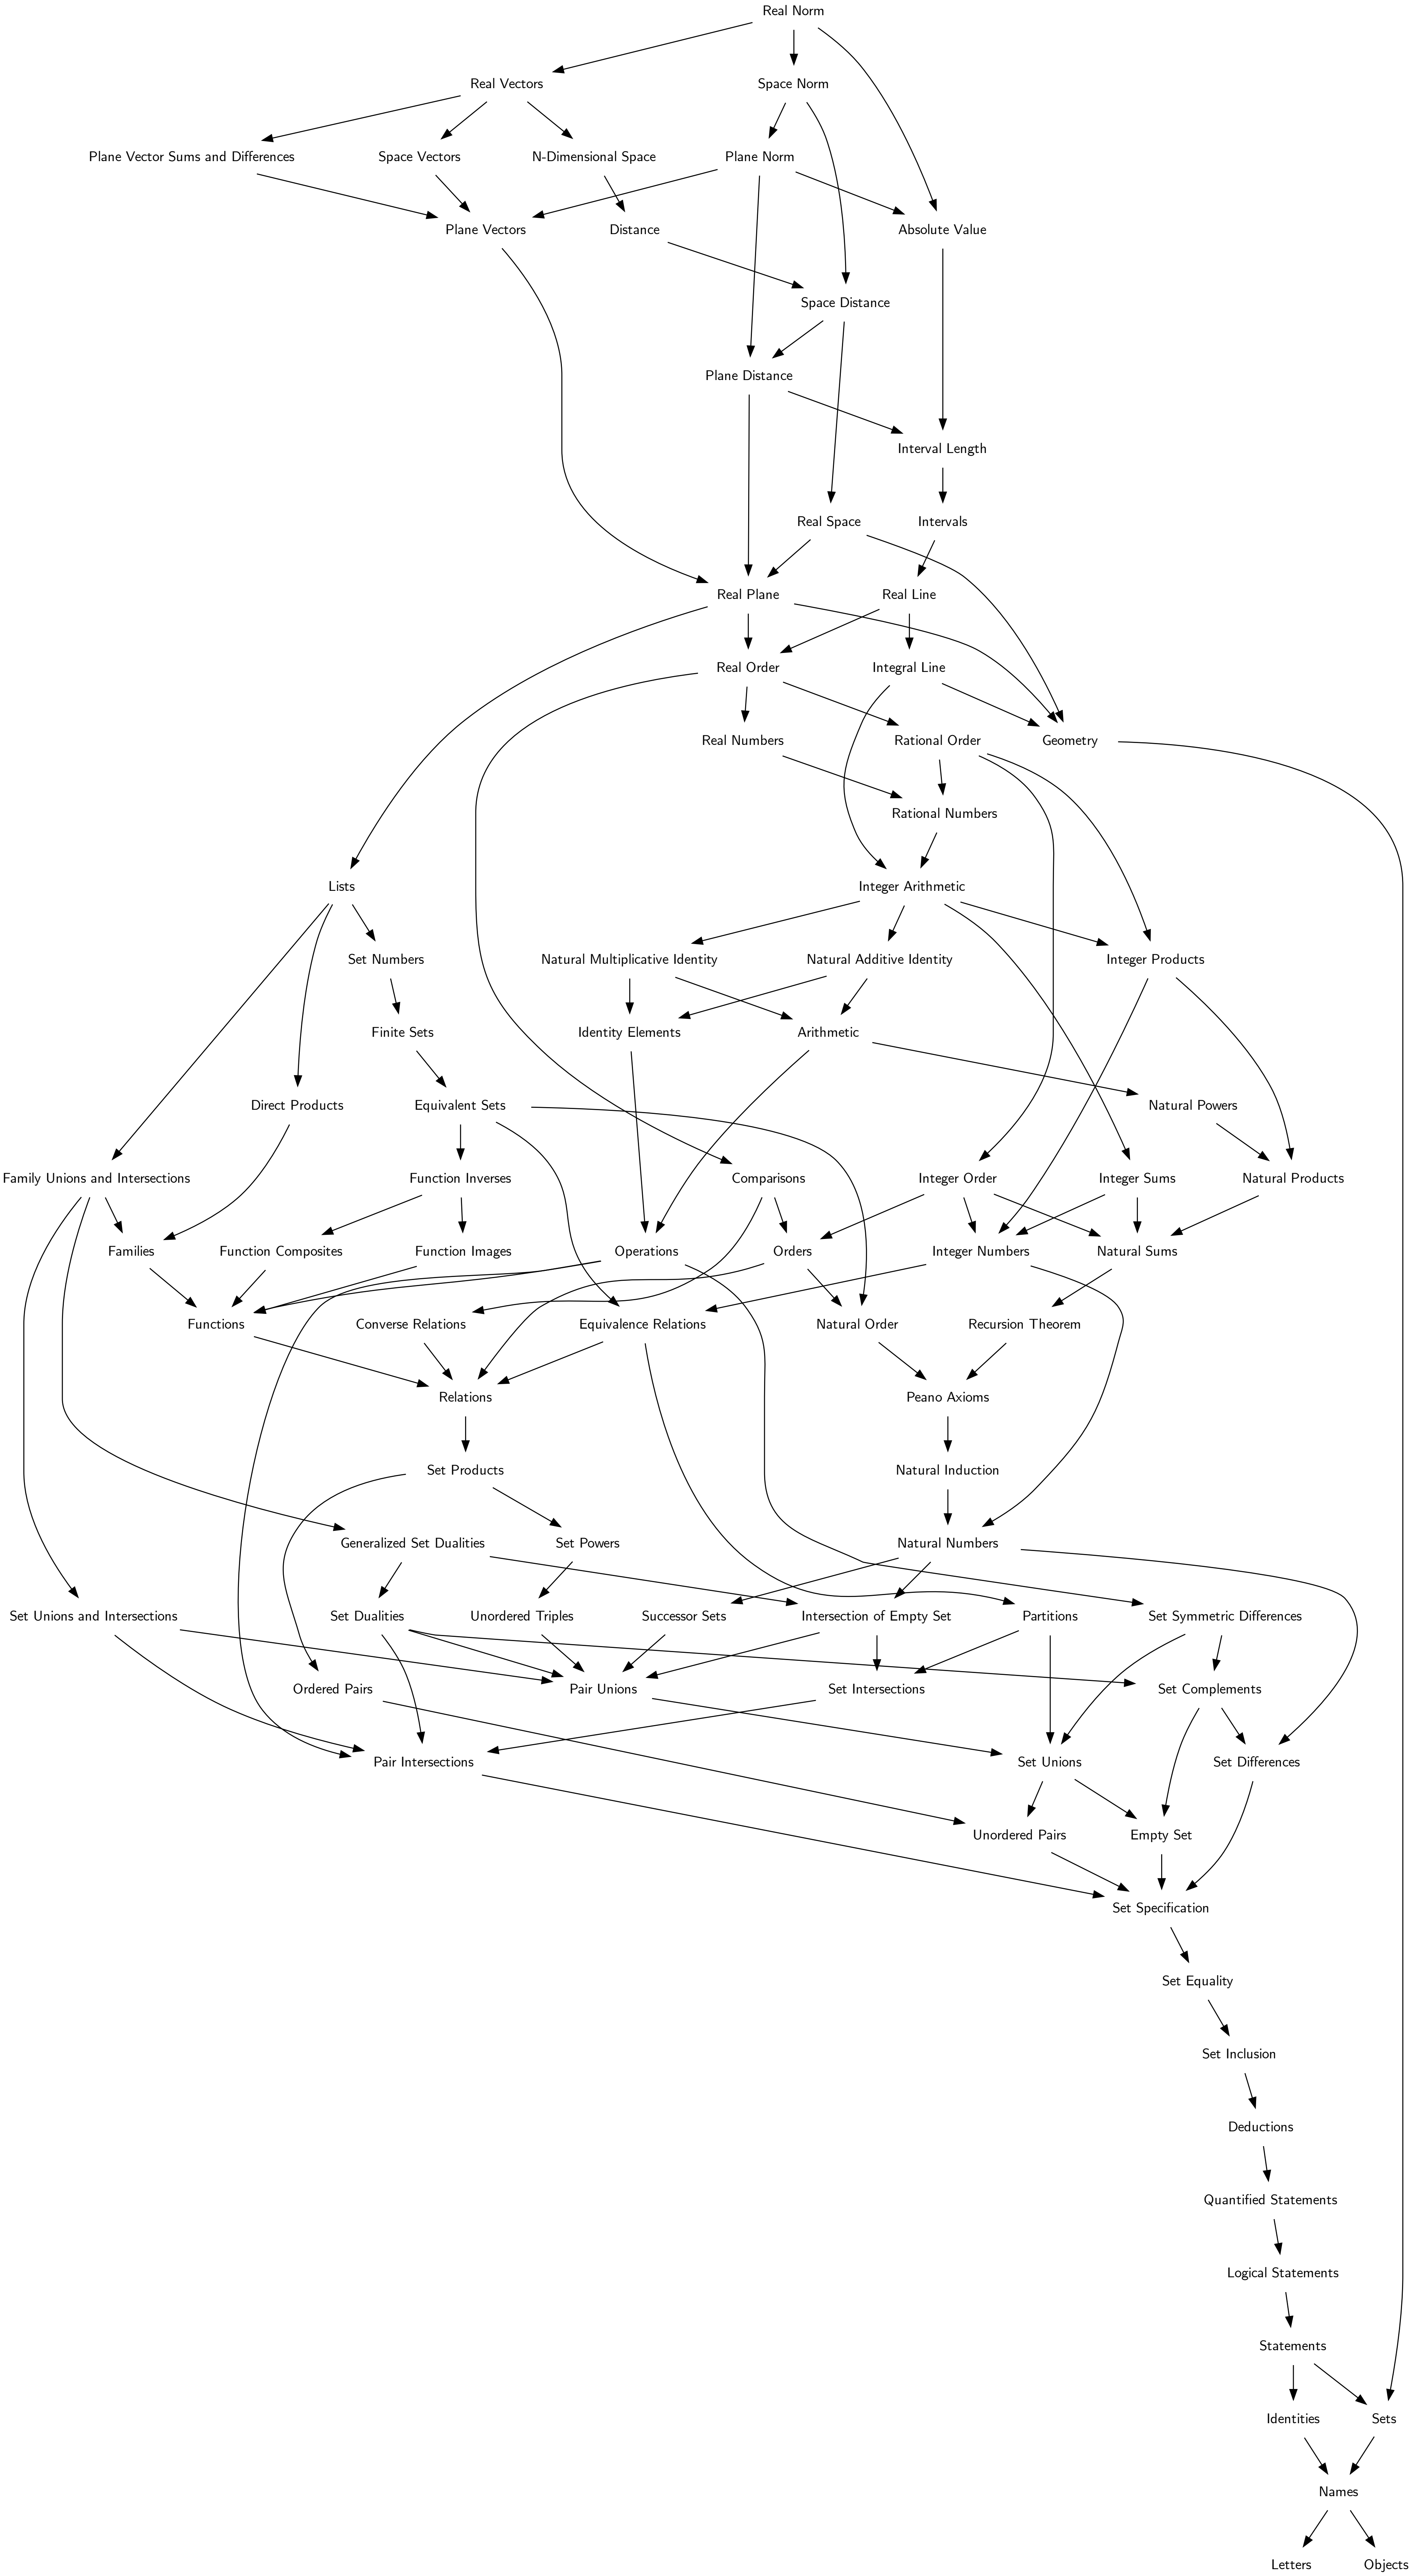 Real Norm
Real Vectors
Space Norm
Plane Vector Sums and Differences
Space Vectors
N-Dimensional Space
Plane Norm
Plane Vectors
Distance
Absolute Value
Space Distance
Plane Distance
Interval Length
Real Space
Intervals
Real Plane
Real Line
Real Order
Integral Line
Real Numbers
Rational Order
Geometry
Rational Numbers
Lists
Integer Arithmetic
Set Numbers
Natural Multiplicative Identity
Natural Additive Identity
Integer Products
Finite Sets
Identity Elements
Arithmetic
Direct Products
Equivalent Sets
Natural Powers
Family Unions and Intersections
Function Inverses
Comparisons
Integer Order
Integer Sums
Natural Products
Families
Function Composites
Function Images
Operations
Orders
Integer Numbers
Natural Sums
Functions
Converse Relations
Equivalence Relations
Natural Order
Recursion Theorem
Relations
Peano Axioms
Set Products
Natural Induction
Generalized Set Dualities
Set Powers
Natural Numbers
Set Unions and Intersections
Set Dualities
Unordered Triples
Successor Sets
Intersection of Empty Set
Partitions
Set Symmetric Differences
Ordered Pairs
Pair Unions
Set Intersections
Set Complements
Pair Intersections
Set Unions
Set Differences
Unordered Pairs
Empty Set
Set Specification
Set Equality
Set Inclusion
Deductions
Quantified Statements
Logical Statements
Statements
Identities
Sets
Names
Letters
Objects